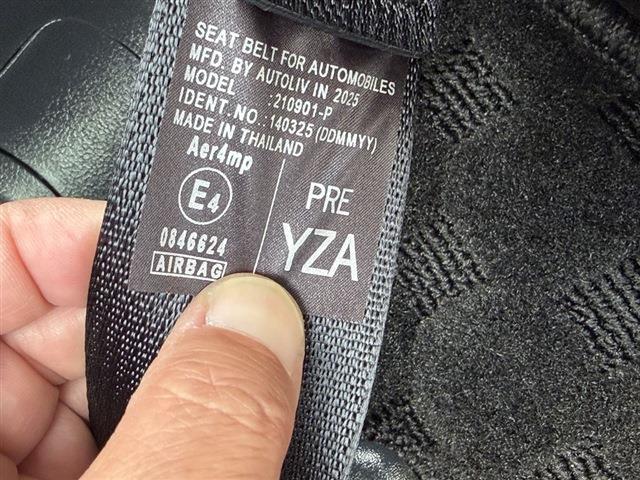 SEAT BELT FOR AUTOMOBILES
MFD. BY AUTOLIV IN 2025
MODEL :210901-P
IDENT.NO.:140325 (DDMMYY)
MADE IN THAILAND
Aer4mp
E4
0846624
AIRBAG
PRE
YZA